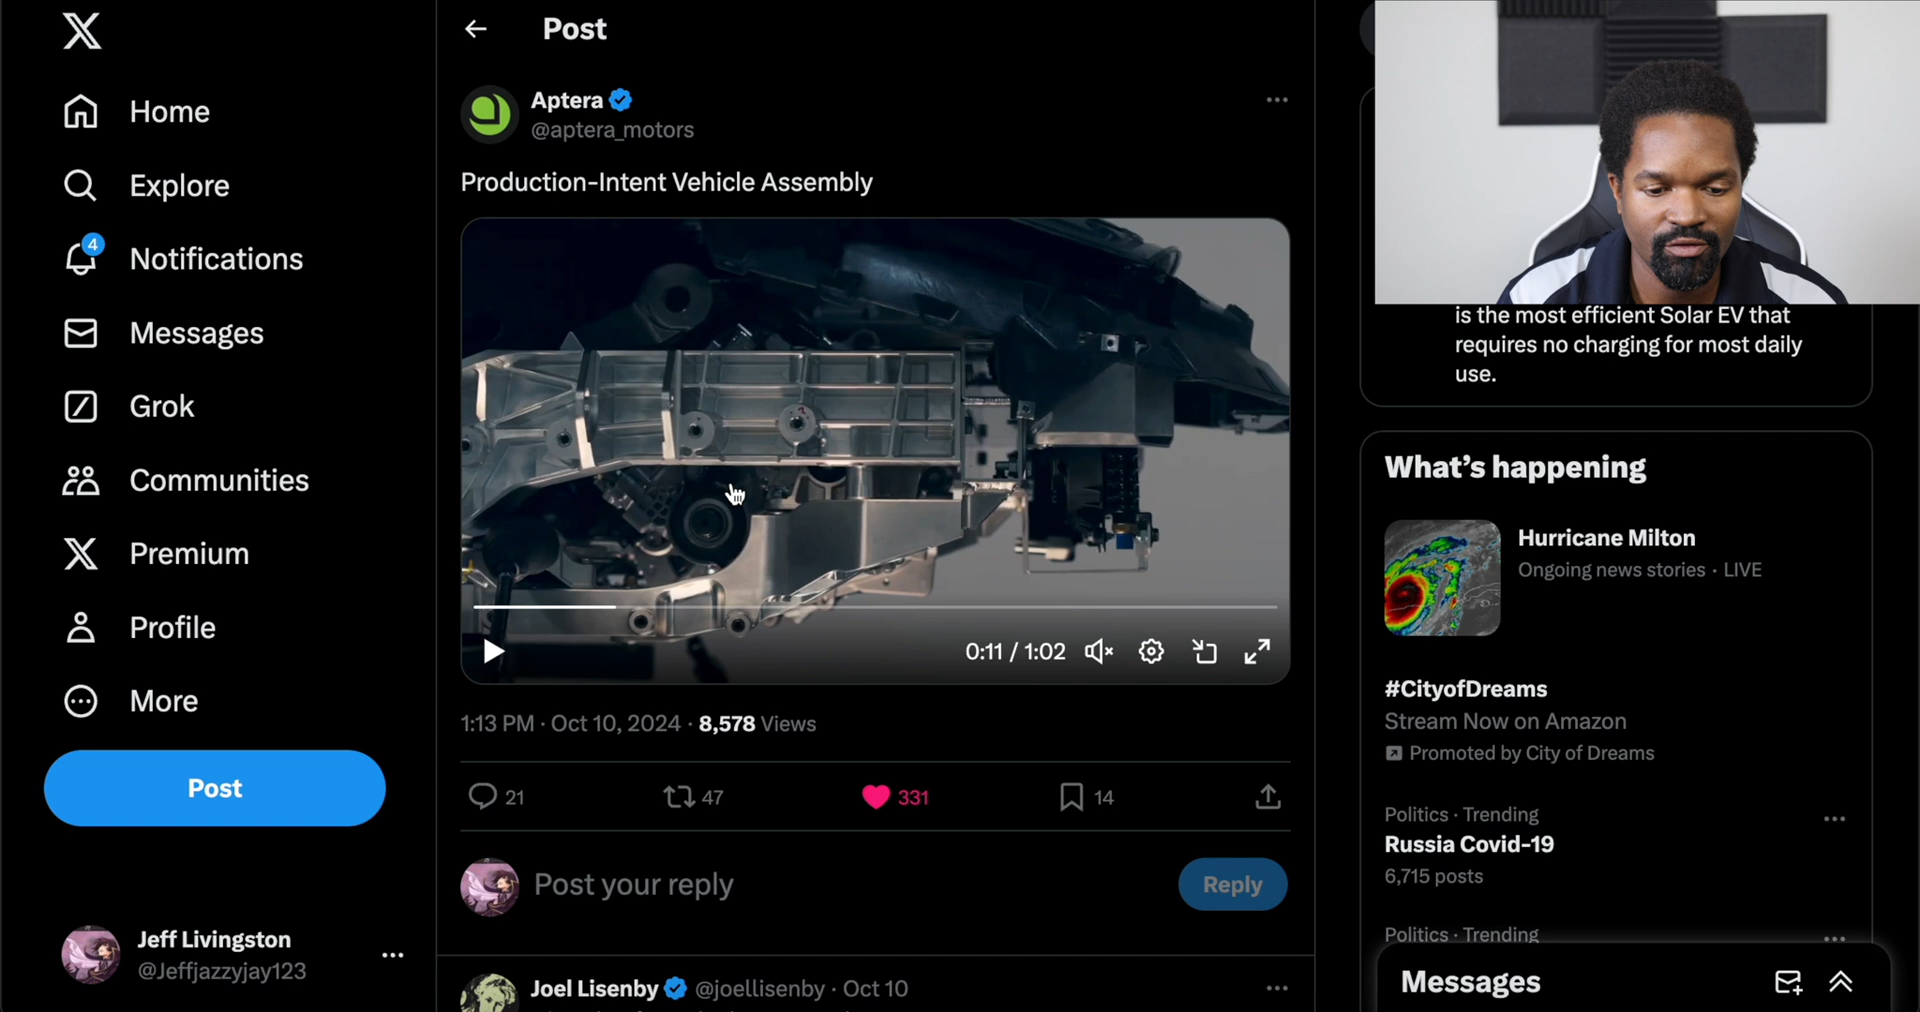 Home
Explore
4
Notifications
Messages
Grok
Communities
Premium
Profile
More
Post
Jeff Livingston
@Jeffjazzyjay123
Post
Aptera
@aptera_motors
Production-Intent Vehicle Assembly
0:11 / 1:02
1:13 PM · Oct 10, 2024 · 8,578 Views
21
47
331
14
Post your reply
Reply
Joel Lisenby @joellisenby · Oct 10
is the most efficient Solar EV that
requires no charging for most daily
use.
What's happening
Hurricane Milton
Ongoing news stories · LIVE
#CityofDreams
Stream Now on Amazon
Promoted by City of Dreams
Politics · Trending
Russia Covid-19
6,715 posts
Politics · Trending
Messages